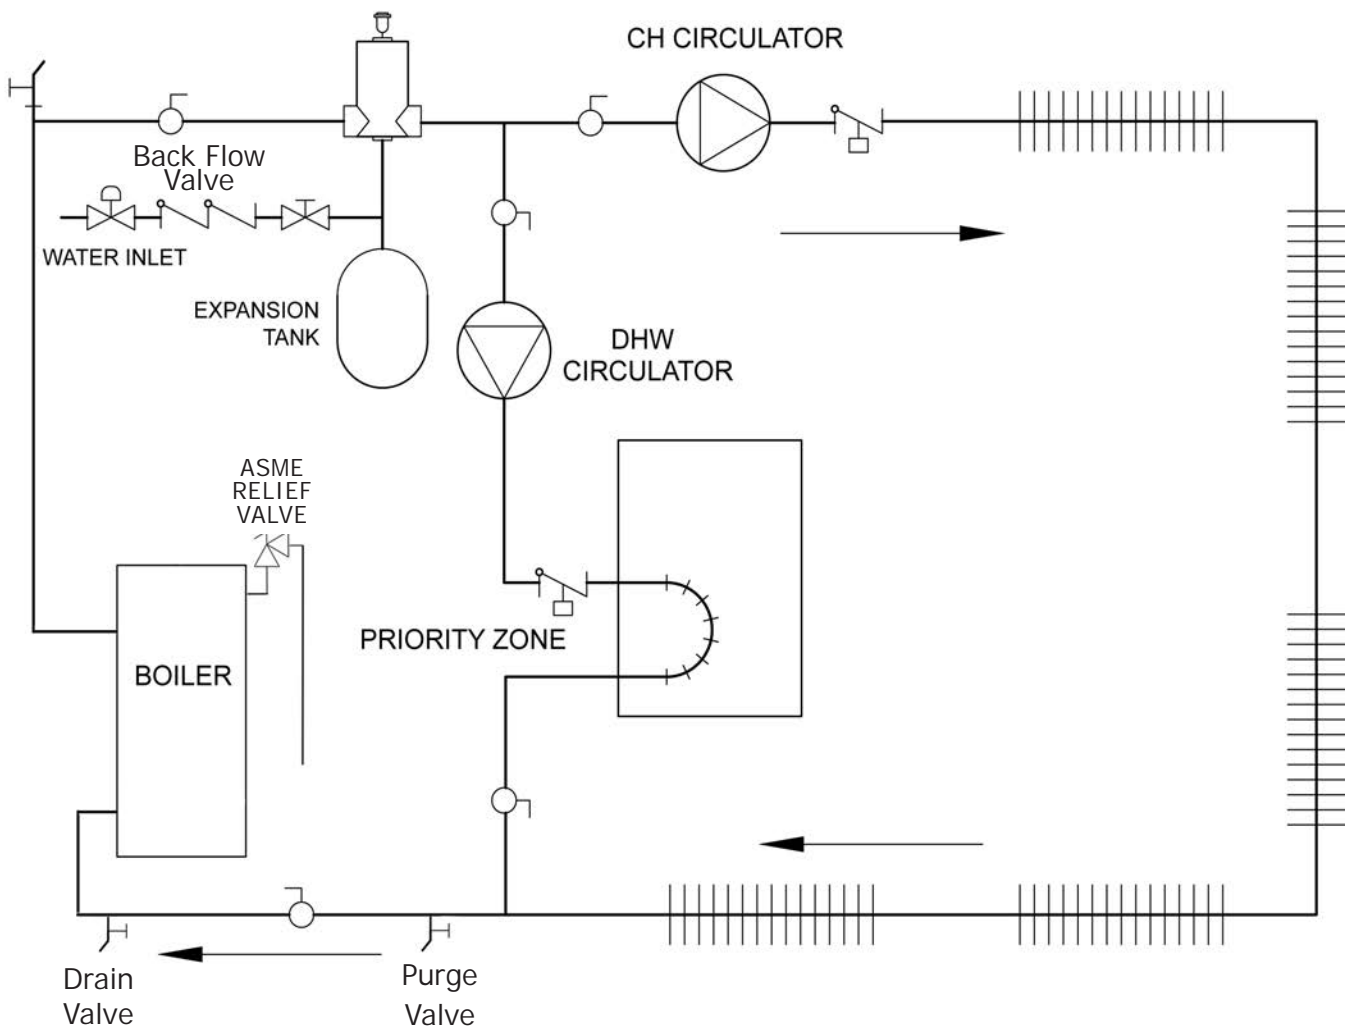 CH CIRCULATOR
Back Flow
Valve
WATER INLET
EXPANSION
TANK
DHW
CIRCULATOR
ASME
RELIEF
VALVE
PRIORITY ZONE
BOILER
Drain
Valve
Purge
Valve